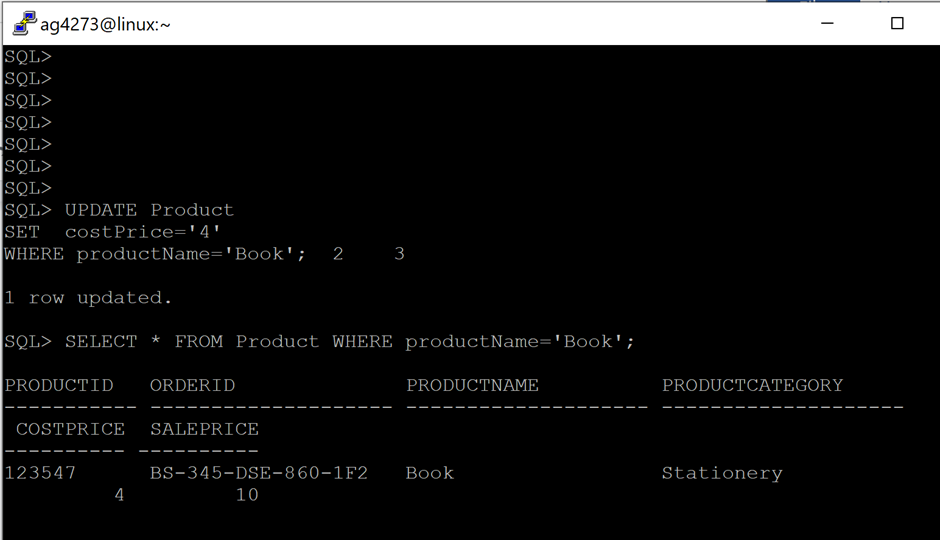 ag4273@linux:~
SQL>
SQL>
SQL>
SQL>
SQL>
SQL>
SQL>
SQL> UPDATE Product
SET  costPrice='4'
WHERE productName='Book';  2    3
1 row updated.
SQL> SELECT * FROM Product WHERE productName='Book';
PRODUCTID   ORDERID              PRODUCTNAME          PRODUCTCATEGORY
----------- -------------------- -------------------- --------------------
 COSTPRICE  SALEPRICE
---------- ----------
123547      BS-345-DSE-860-1F2   Book                 Stationery
         4         10